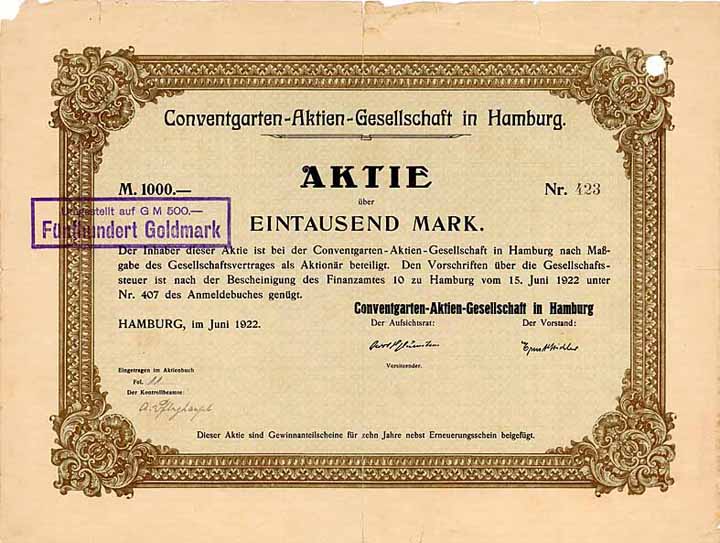 Conventgarten-Aktien-Gesellschaft in Hamburg.
AKTIE
M. 1000.—
über
Nr. 423
EINTAUSEND MARK.
Umgestellt auf G M 500.—
Fünfhundert Goldmark
Der Inhaber dieser Aktie ist bei der Conventgarten-Aktien-Gesellschaft in Hamburg nach Maß-
gabe des Gesellschaftsvertrages als Aktionär beteiligt. Den Vorschriften über die Gesellschafts-
steuer ist nach der Bescheinigung des Finanzamtes 10 zu Hamburg vom 15. Juni 1922 unter
Nr. 407 des Anmeldebuches genügt.
Conventgarten-Aktien-Gesellschaft in Hamburg
HAMBURG, im Juni 1922.
Der Aufsichtsrat:
Der Vorstand:
Vorsitzender.
Eingetragen im Aktienbuch
Fol. 11
Der Kontrollbeamte:
Dieser Aktie sind Gewinnanteilscheine für zehn Jahre nebst Erneuerungsschein beigefügt.